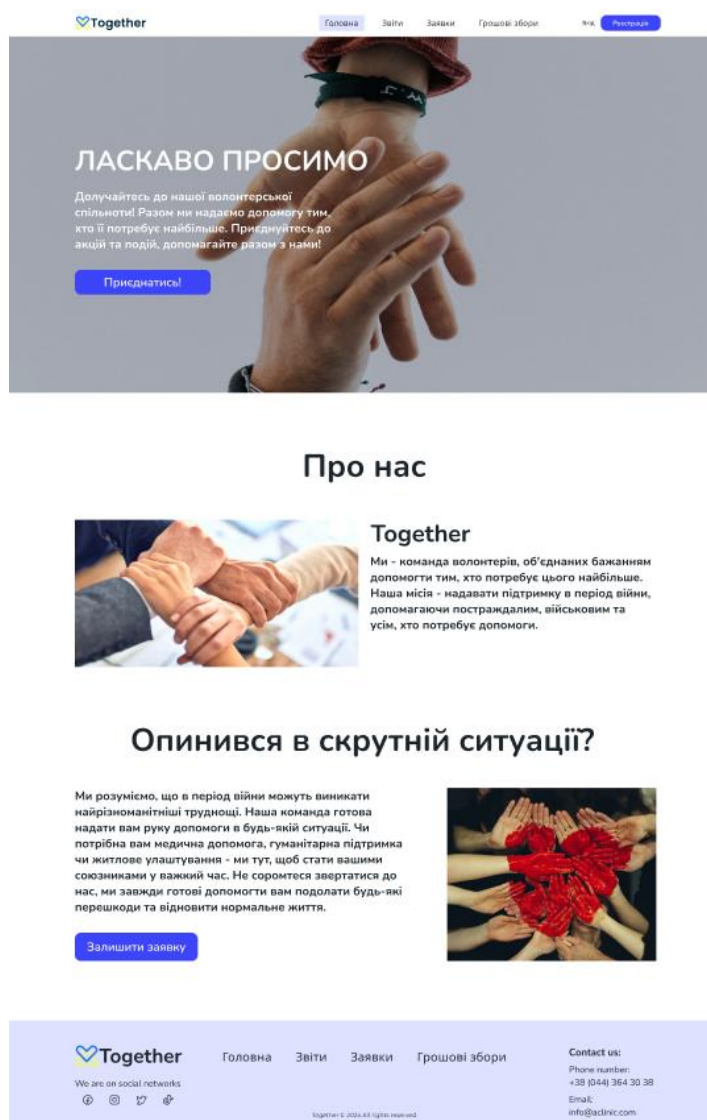 Together
Головна Звіти Заявки Грошові збори Вхід Реєстрація
ЛАСКАВО ПРОСИМО
Долучайтесь до нашої волонтерської
спільноти! Разом ми надаємо допомогу тим,
хто її потребує найбільше. Приєднуйтесь до
акцій та подій, допомагайте разом з нами!
Приєднатись!
Про нас
Together
Ми - команда волонтерів, об'єднаних бажанням
допомогти тим, хто потребує цього найбільше.
Наша місія - надавати підтримку в період війни,
допомагаючи постраждалим, військовим та
усім, хто потребує допомоги.
Опинився в скрутній ситуації?
Ми розуміємо, що в період війни можуть виникати
найрізноманітніші труднощі. Наша команда готова
надати вам руку допомоги в будь-якій ситуації. Чи
потрібна вам медична допомога, гуманітарна підтримка
чи житлове улаштування - ми тут, щоб стати вашими
союзниками у важкий час. Не соромтеся звертатися до
нас, ми завжди готові допомогти вам подолати будь-які
перешкоди та відновити нормальне життя.
Залишити заявку
Together
Головна Звіти Заявки Грошові збори
We are on social networks
Contact us:
Phone number:
+38 (044) 364 30 38
Email:
info@aclinic.com
Together © 2024 All rights reserved